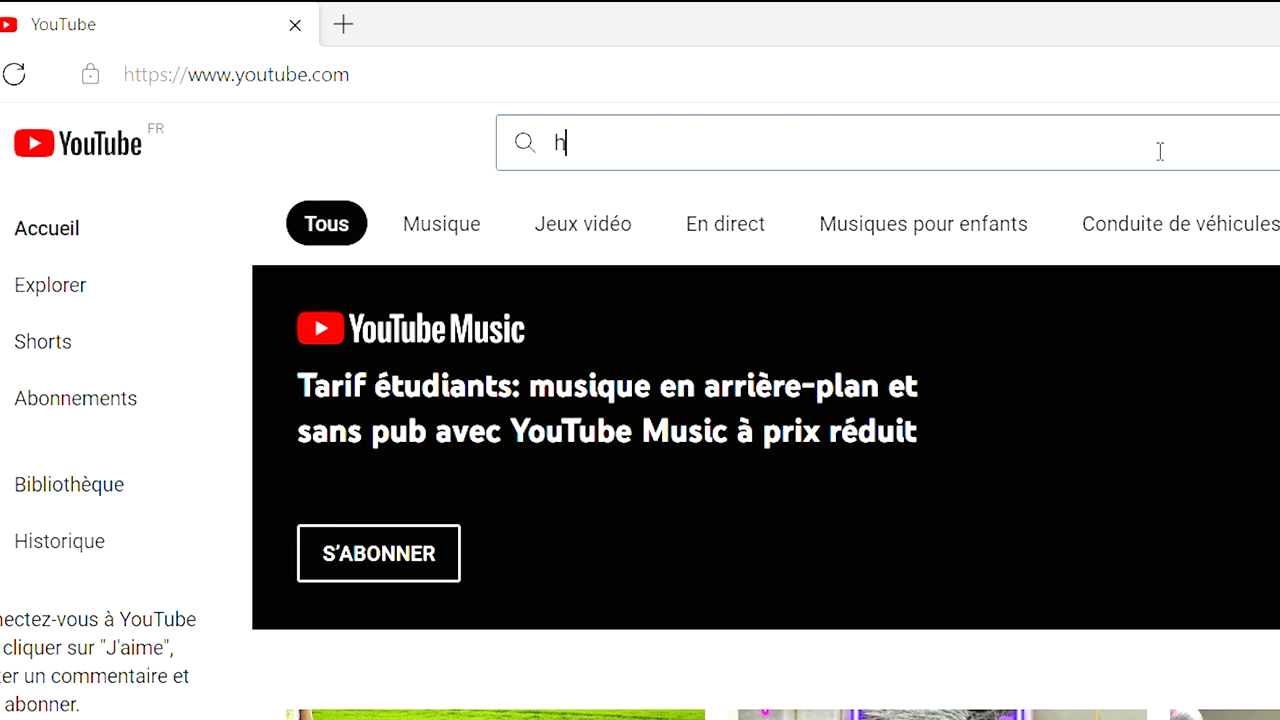 YouTube
https://www.youtube.com
YouTube FR
h
Tous Musique Jeux vidéo En direct Musiques pour enfants Conduite de véhicules
Accueil
Explorer
Shorts
Abonnements
Bibliothèque
Historique
YouTube Music
Tarif étudiants: musique en arrière-plan et
sans pub avec YouTube Music à prix réduit
S'ABONNER
nectez-vous à YouTube
cliquer sur "J'aime",
ter un commentaire et
abonner.